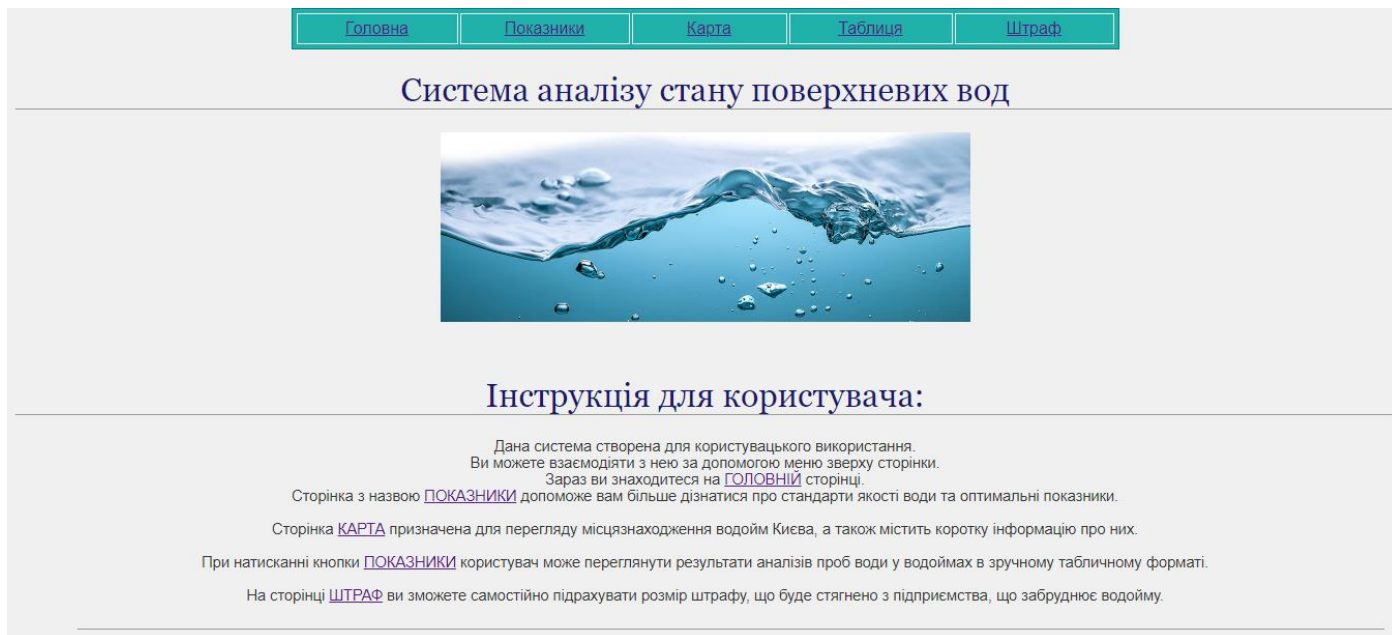 Головна Показники Карта Таблиця Штраф
Система аналізу стану поверхневих вод
Інструкція для користувача:
Дана система створена для користувацького використання.
Ви можете взаємодіяти з нею за допомогою меню зверху сторінки.
Зараз ви знаходитеся на ГОЛОВНІЙ сторінці.
Сторінка з назвою ПОКАЗНИКИ допоможе вам більше дізнатися про стандарти якості води та оптимальні показники.
Сторінка КАРТА призначена для перегляду місцязнаходження водойм Києва, а також містить коротку інформацію про них.
При натисканні кнопки ПОКАЗНИКИ користувач може переглянути результати аналізів проб води у водоймах в зручному табличному форматі.
На сторінці ШТРАФ ви зможете самостійно підрахувати розмір штрафу, що буде стягнено з підприємства, що забруднює водойму.